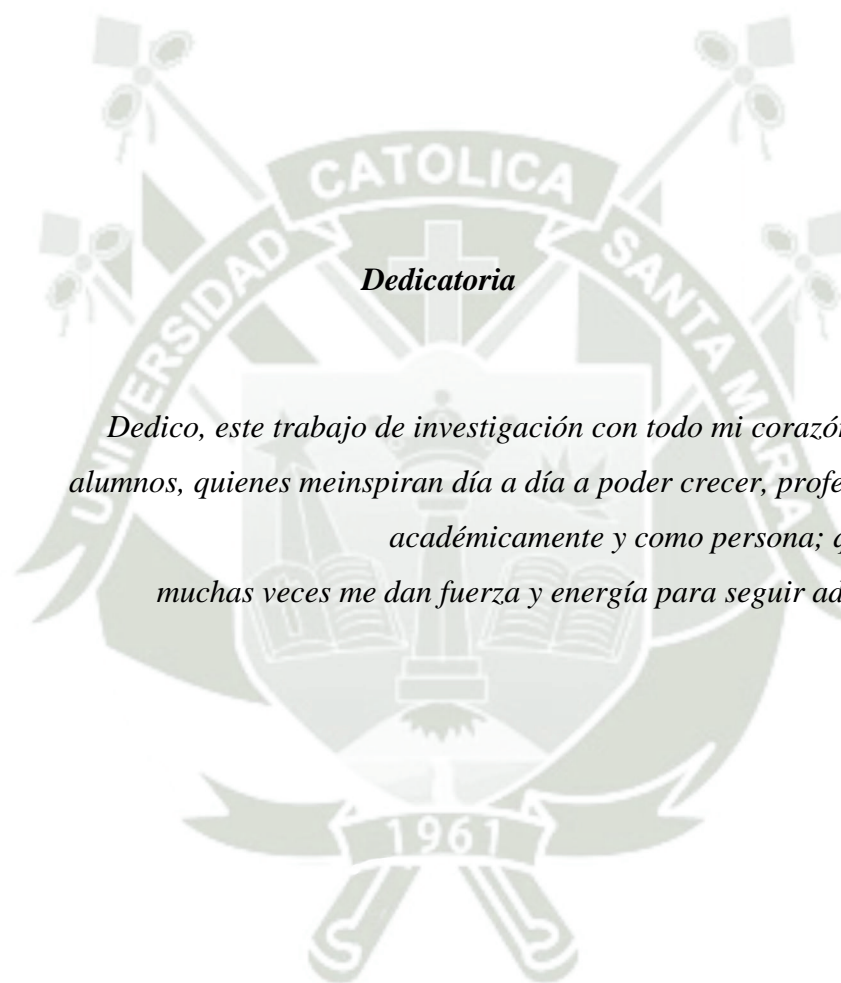 CATOLICA
UNIVERSIDAD
SANTA MARIA
Dedicatoria
Dedico, este trabajo de investigación con todo mi corazón
alumnos, quienes meinspiran día a día a poder crecer,
académicamente y como persona;
muchas veces me dan fuerza y energía para seguir
1961